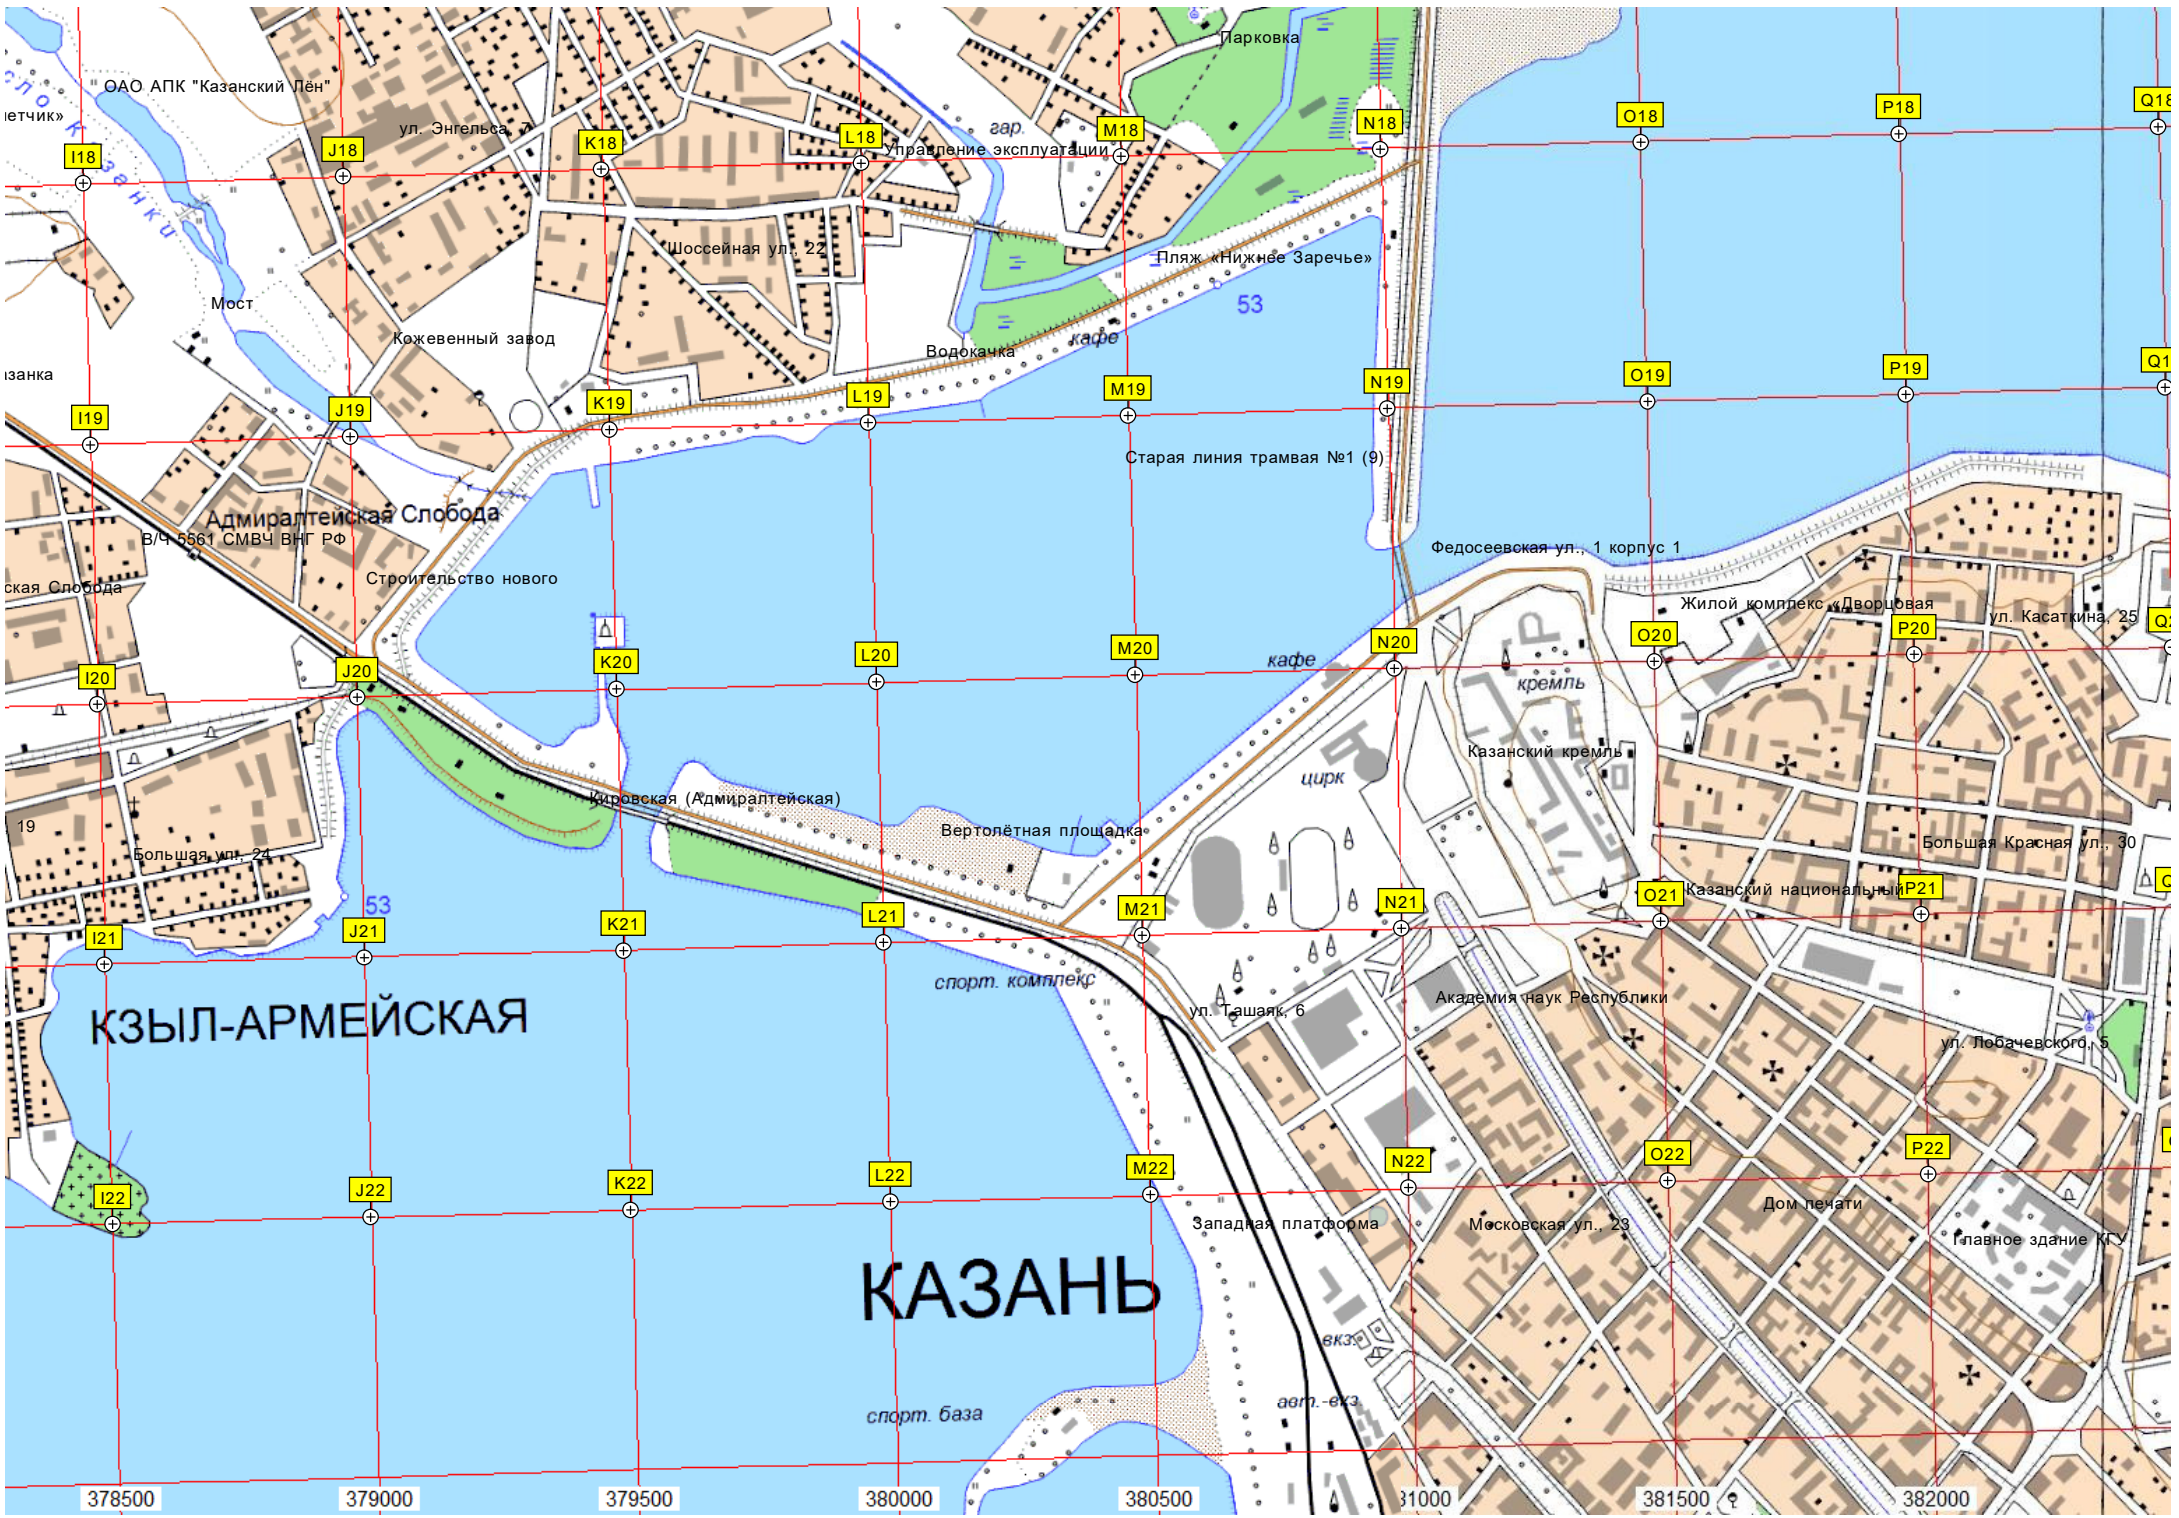 Парковка
ОАО АПК "Казанский Лён"
сло
етчик»
казанки
ул. Энгельса, 7
гар.
Управление эксплуатации
I18
J18
K18
L18
M18
N18
O18
P18
Q18
Шоссейная ул., 22
Пляж «Нижнее Заречье»
Мост
53
Кожевенный завод
Водокачка
кафе
занка
I19
J19
K19
L19
M19
N19
O19
P19
Старая линия трамвая №1 (9)
Адмиралтейская Слобода
В/Ч 5561 СМВЧ ВНГ РФ
Федосеевская ул., 1 корпус 1
Строительство нового
ская Слобода
Жилой комплекс «Дворцовая
ул. Касаткина, 25
I20
J20
K20
L20
M20
N20
O20
P20
кафе
кремль
Казанский кремль
цирк
Кировская (Адмиралтейская)
19
Вертолётная площадка
Большая Красная ул., 30
Большая ул., 24
53
Казанский национальный
I21
J21
K21
L21
M21
N21
O21
P21
спорт. комплекс
КЗЫЛ-АРМЕЙСКАЯ
Академия наук Республики
ул. Ташаяк, 6
ул. Лобачевского, 5
I22
J22
K22
L22
M22
N22
O22
P22
Западная платформа
Московская ул., 23
Дом печати
Главное здание КГУ
КАЗАНЬ
вкз.
авт.-вкз.
спорт. база
378500
379000
379500
380000
380500
31000
381500
382000